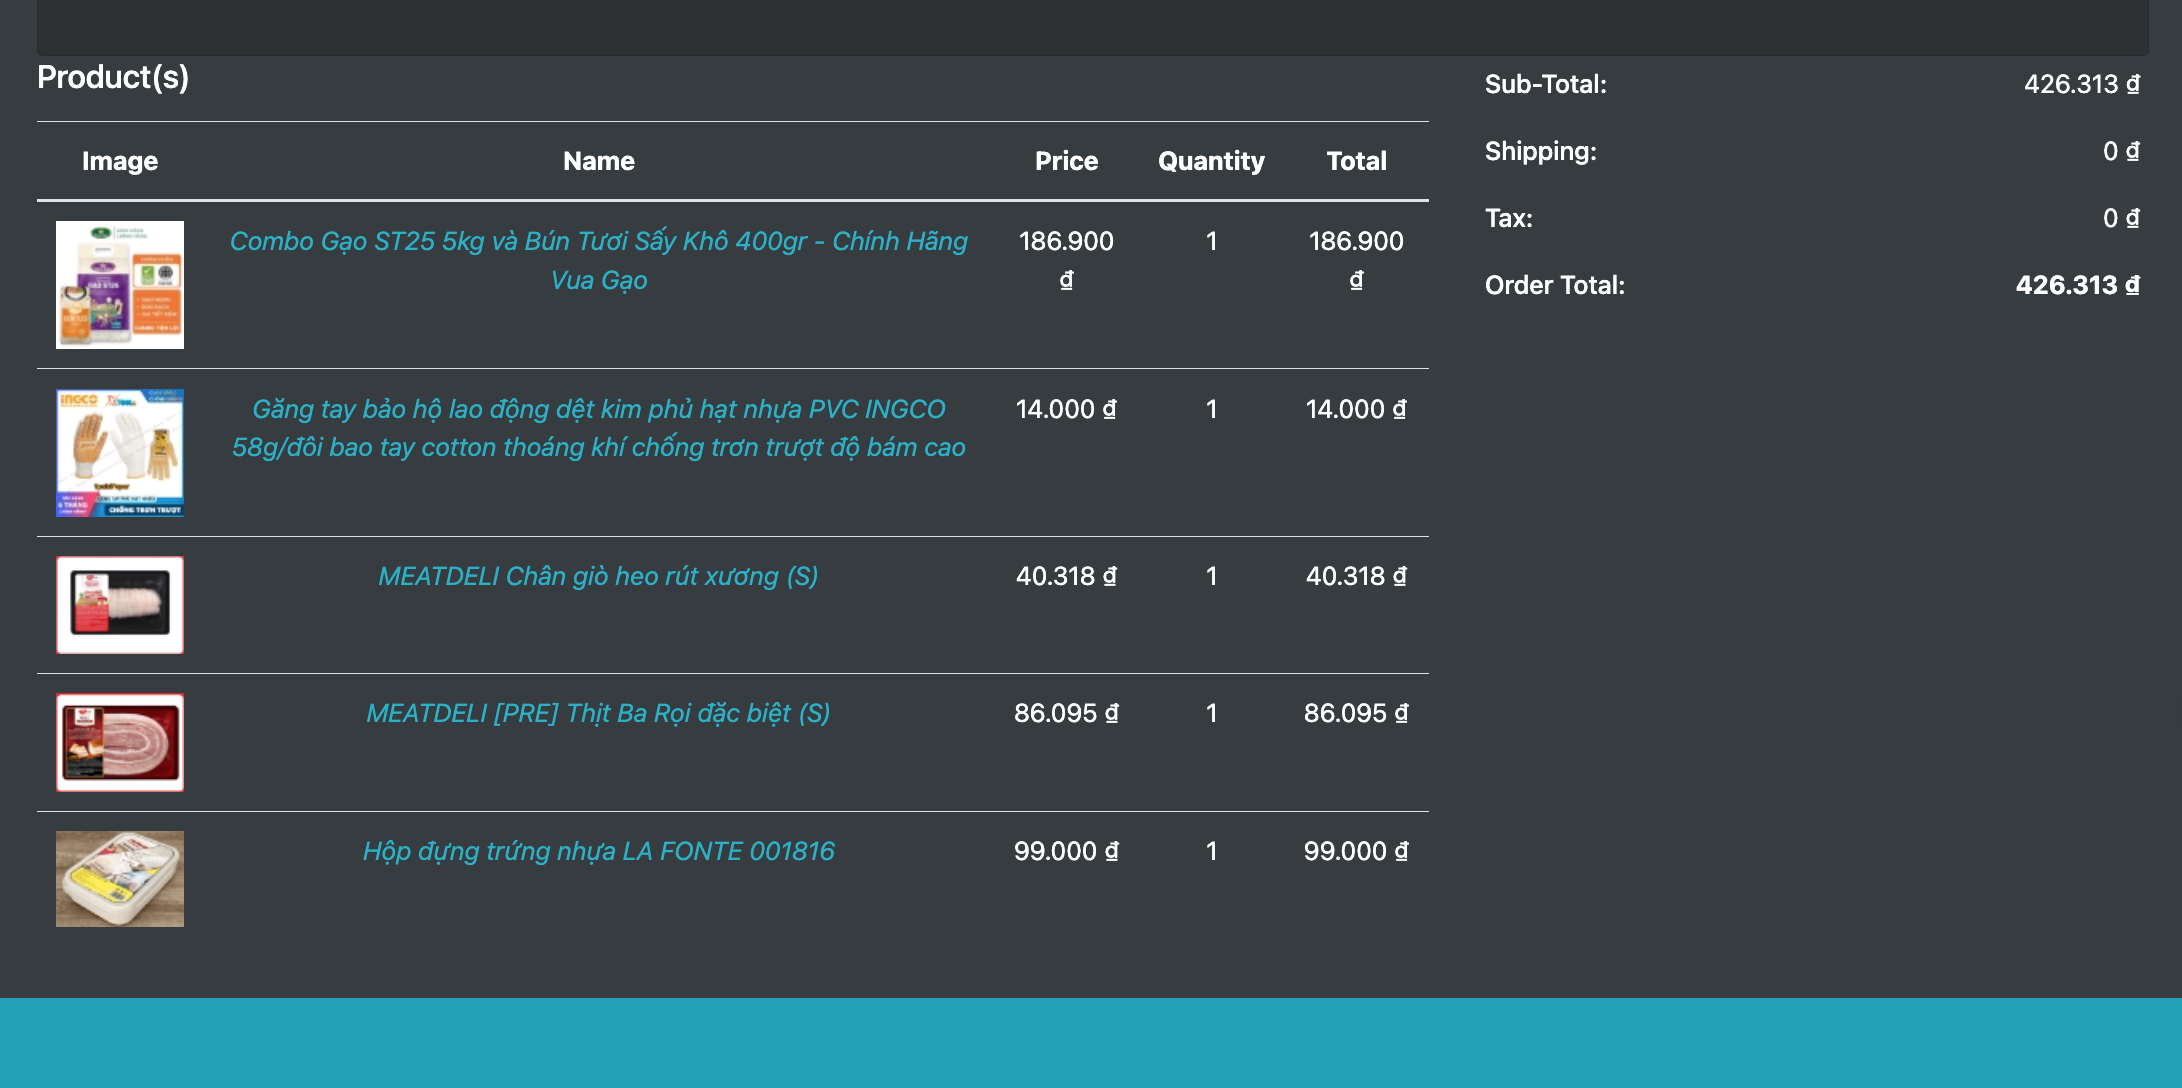 Product(s)
Image Name Price Quantity Total
Combo Gạo ST25 5kg và Bún Tươi Sấy Khô 400gr - Chính Hãng 186.900 1 186.900
Vua Gạo ₫ ₫
INGCO
CHỐNG TRƠN TRƯỢT
Găng tay bảo hộ lao động dệt kim phủ hạt nhựa PVC INGCO 14.000 ₫ 1 14.000 ₫
58g/đôi bao tay cotton thoáng khí chống trơn trượt độ bám cao
MEATDELI Chân giò heo rút xương (S) 40.318 ₫ 1 40.318 ₫
MEATDELI [PRE] Thịt Ba Rọi đặc biệt (S) 86.095 ₫ 1 86.095 ₫
Hộp đựng trứng nhựa LA FONTE 001816 99.000 ₫ 1 99.000 ₫
Sub-Total: 426.313 ₫
Shipping: 0 ₫
Tax: 0 ₫
Order Total: 426.313 ₫